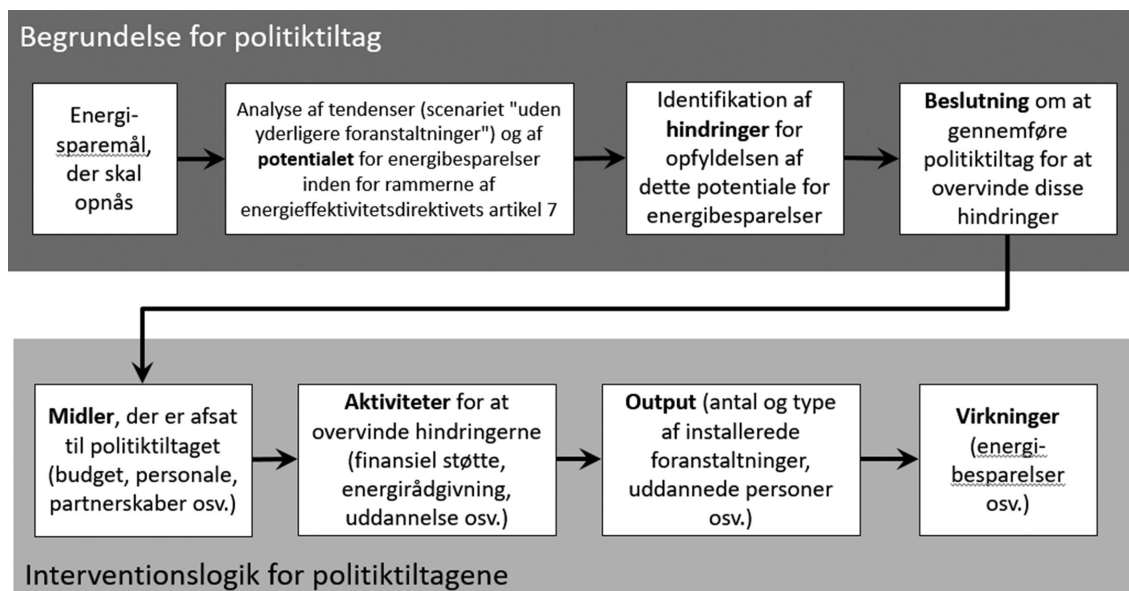 Begrundelse for politiktiltag
Energi-
sparemål,
der skal
opnås
Analyse af tendenser (scenariet "uden
yderligere foranstaltninger") og af
potentialet for energibesparelser
inden for rammerne af
energieffektivitetsdirektivets artikel 7
Identifikation af
hindringer for
opfyldelsen af
dette potentiale for
energibesparelser
Beslutning om at
gennemføre
politiktiltag for at
overvinde disse
hindringer
Midler, der er afsat
til politiktiltaget
(budget, personale,
partnerskaber osv.)
Aktiviteter for at
overvinde hindringerne
(finansiel støtte,
energirådgivning,
uddannelse osv.)
Output (antal og type
af installerede
foranstaltninger,
uddannede personer
osv.)
Virkninger
(energi-
besparelser
osv.)
Interventionslogik for politiktiltagene